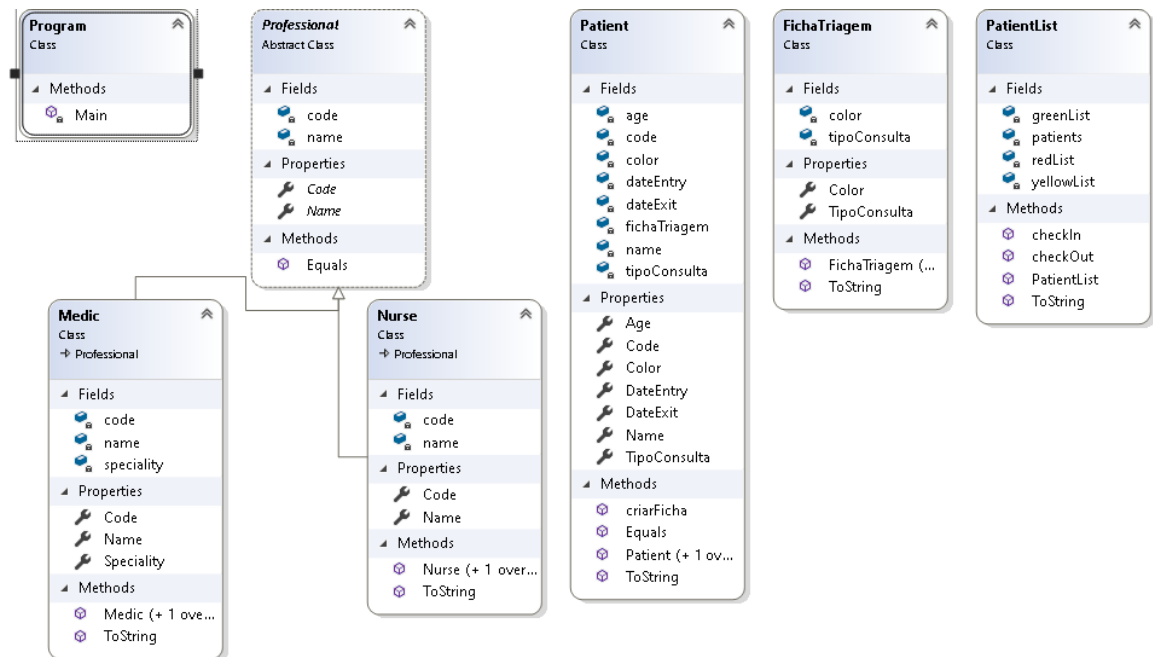 Program
Class
Methods
Main
Professional
Abstract Class
Fields
code
name
Properties
Code
Name
Methods
Equals
Medic
Class
Professional
Fields
code
name
speciality
Properties
Code
Name
Speciality
Methods
Medic (+ 1 ove...
ToString
Nurse
Class
Professional
Fields
code
name
Properties
Code
Name
Methods
Nurse (+ 1 over...
ToString
Patient
Class
Fields
age
code
color
dateEntry
dateExit
fichaTriagem
name
tipoConsulta
Properties
Age
Code
Color
DateEntry
DateExit
Name
TipoConsulta
Methods
criarFicha
Equals
Patient (+ 1 ov...
ToString
FichaTriagem
Class
Fields
color
tipoConsulta
Properties
Color
TipoConsulta
Methods
FichaTriagem (...
ToString
PatientList
Class
Fields
greenList
patients
redList
yellowList
Methods
checkIn
checkOut
PatientList
ToString